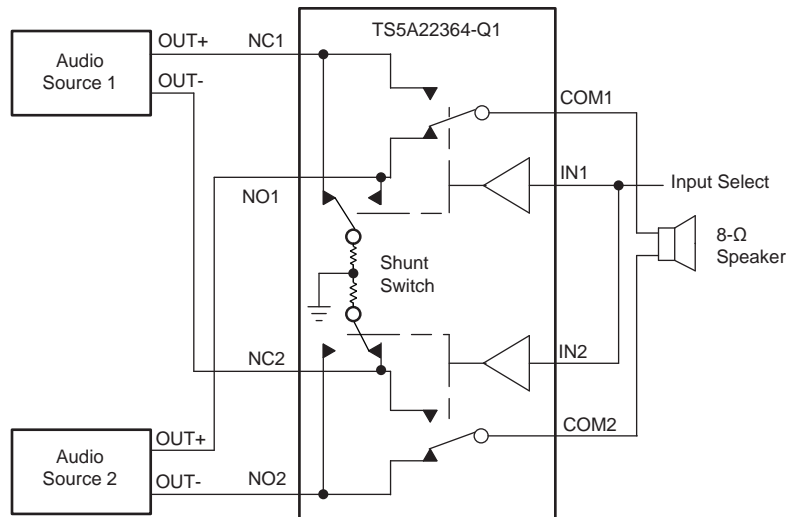 TS5A22364-Q1
Audio
Source 1
OUT+
NC1
OUT-
COM1
NO1
IN1
Input Select
8-Ω
Speaker
Shunt
Switch
NC2
IN2
COM2
Audio
Source 2
OUT+
OUT-
NO2